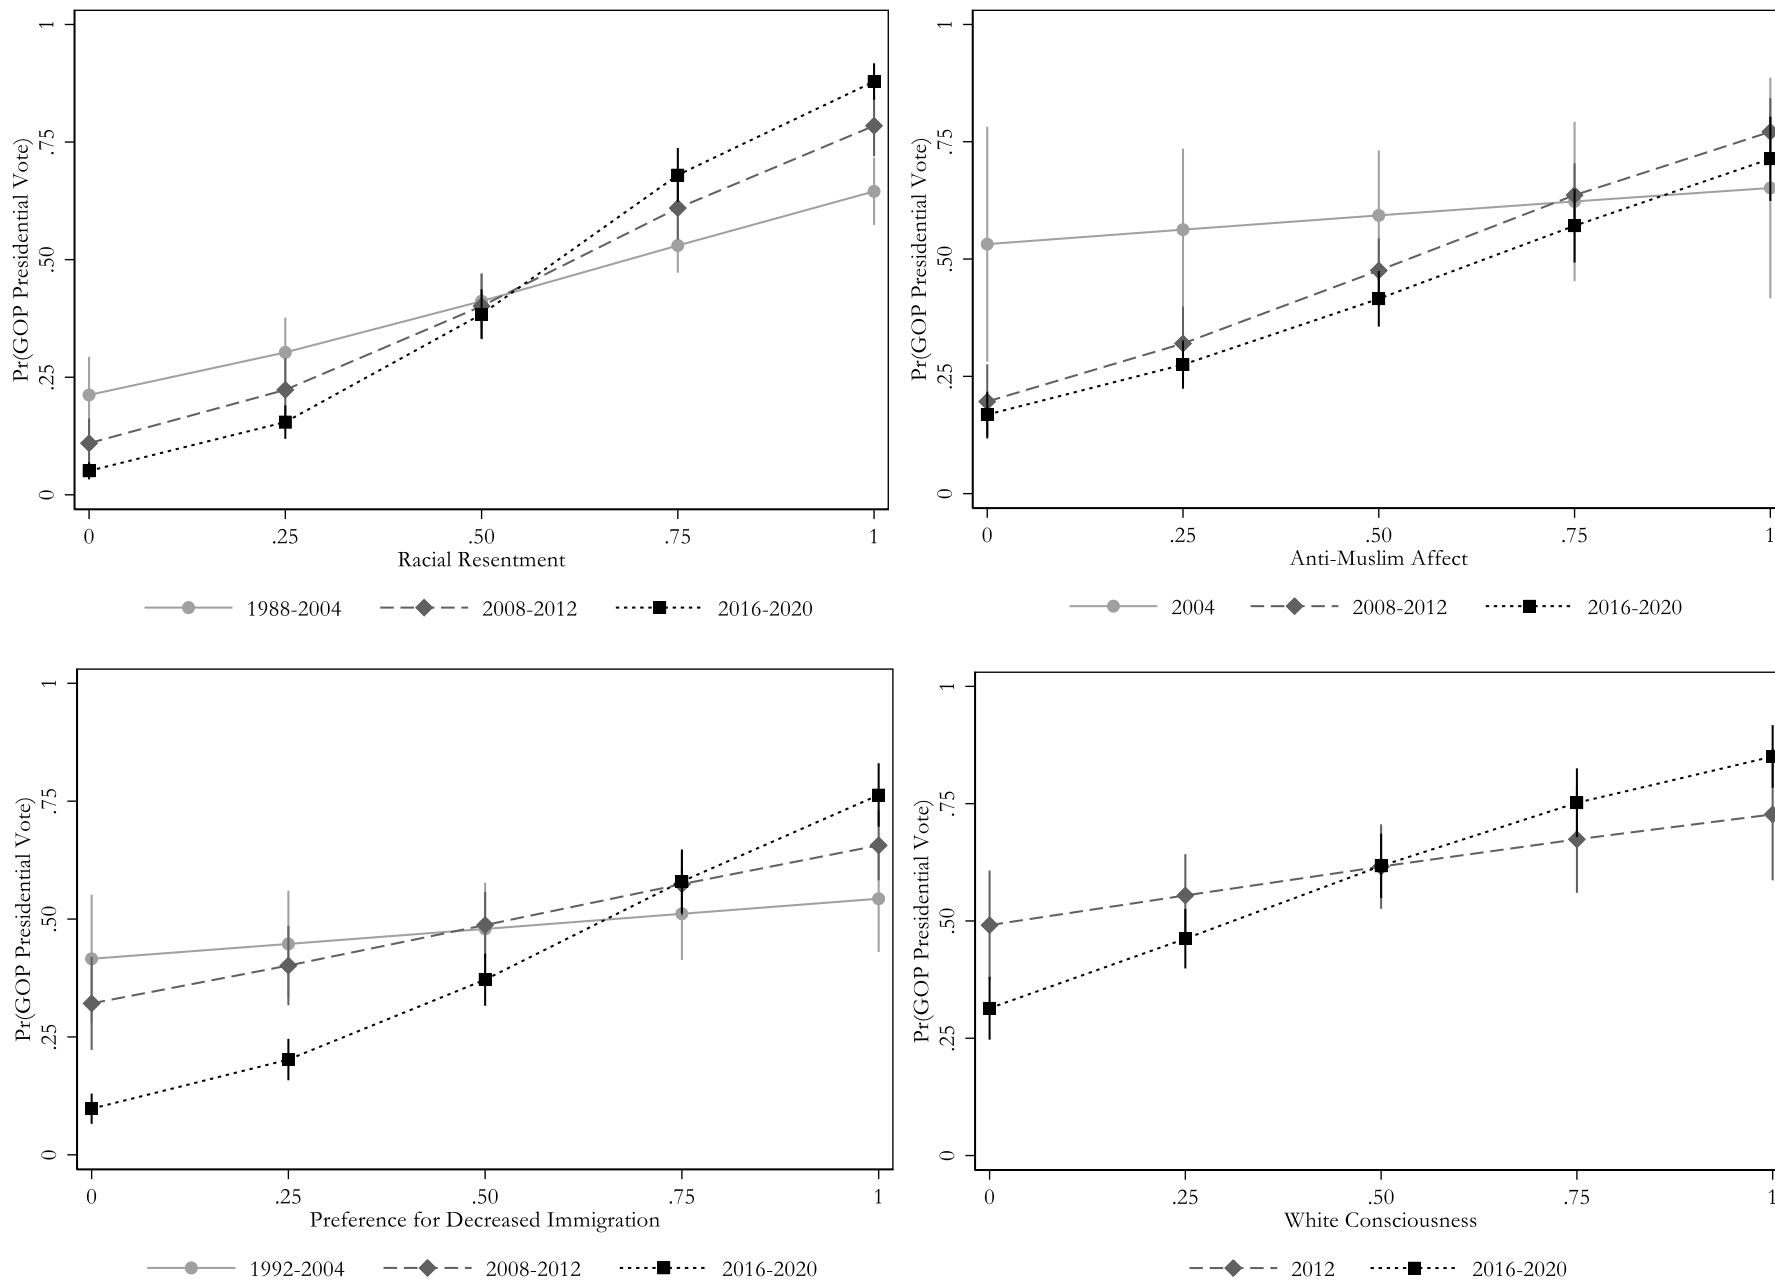 Pr(GOP Presidential Vote)
1
.75
.50
.25
0
0 .25 .50 .75 1
Racial Resentment
1988-2004 2008-2012 2016-2020
Pr(GOP Presidential Vote)
1
.75
.50
.25
0
0 .25 .50 .75 1
Anti-Muslim Affect
2004 2008-2012 2016-2020
Pr(GOP Presidential Vote)
1
.75
.50
.25
0
0 .25 .50 .75 1
Preference for Decreased Immigration
1992-2004 2008-2012 2016-2020
Pr(GOP Presidential Vote)
1
.75
.50
.25
0
0 .25 .50 .75 1
White Consciousness
2012 2016-2020